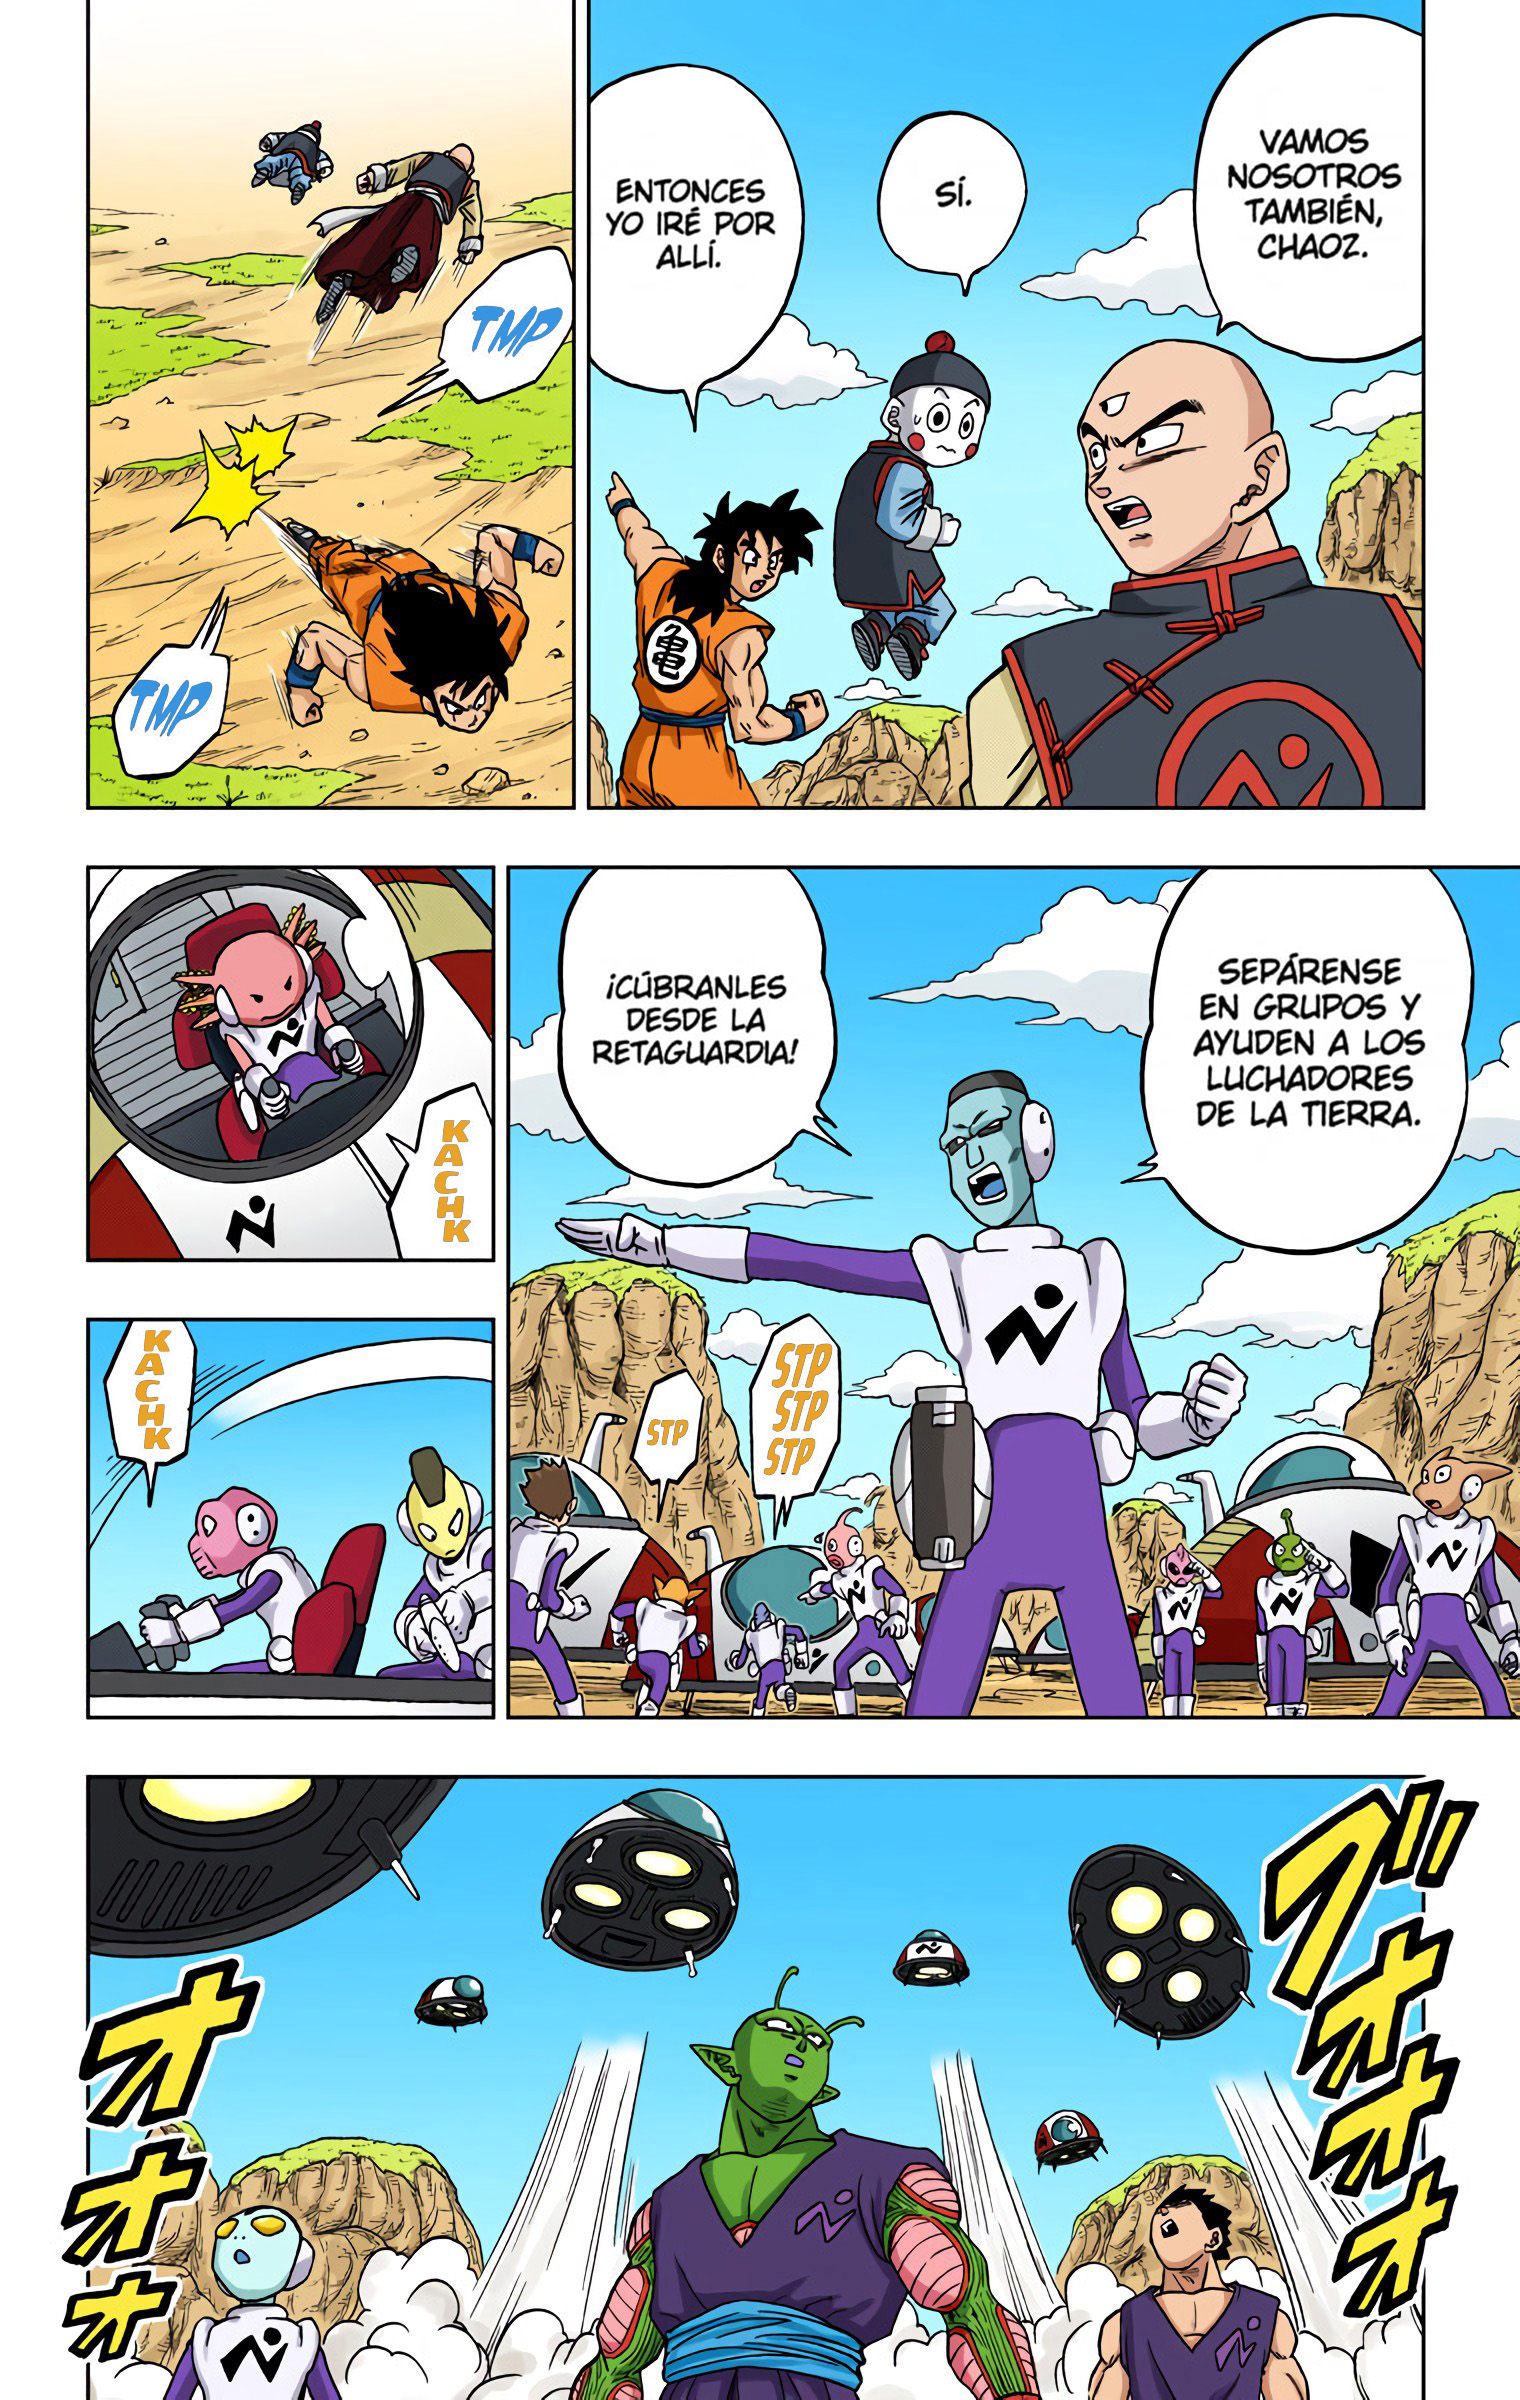 VAMOS
NOSOTROS
TAMBIÉN,
CHAOZ.
SÍ.
ENTONCES
YO IRÉ POR
ALLÍ.
亀
TMP
TMP
SEPÁRENSE
EN GRUPOS Y
AYUDEN A LOS
LUCHADORES
DE LA TIERRA.
¡CÚBRANLES
DESDE LA
RETAGUARDIA!
STP
STP
STP
STP
KACHK
KACHK
ゴオオオ
オオオ